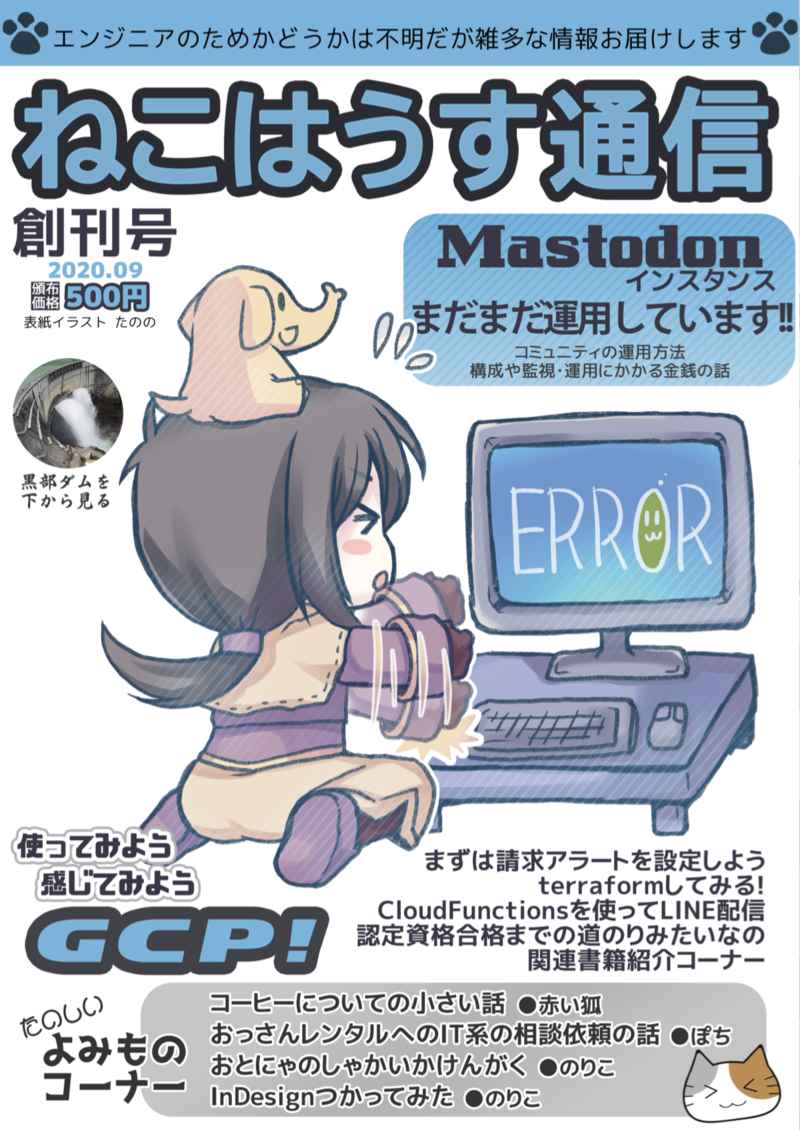 エンジニアのためかどうかは不明だが雑多な情報お届けします
ねこはうす通信
創刊号
2020.09
頒布
価格
500円
表紙イラスト たのの
Mastodon
インスタンス
まだまだ運用しています!!
コミュニティの運用方法
構成や監視・運用にかかる金銭の話
黒部ダムを
下から見る
ERROR
使ってみよう
感じてみよう
GCP!
まずは請求アラートを設定しよう
terraformしてみる!
CloudFunctionsを使ってLINE配信
認定資格合格までの道のりみたいなの
関連書籍紹介コーナー
たのしい
よみもの
コーナー
コーヒーについての小さい話 ●赤い狐
おっさんレンタルへのIT系の相談依頼の話 ●ぽち
おとにゃのしゃかいかけんがく ●のりこ
InDesignつかってみた ●のりこ